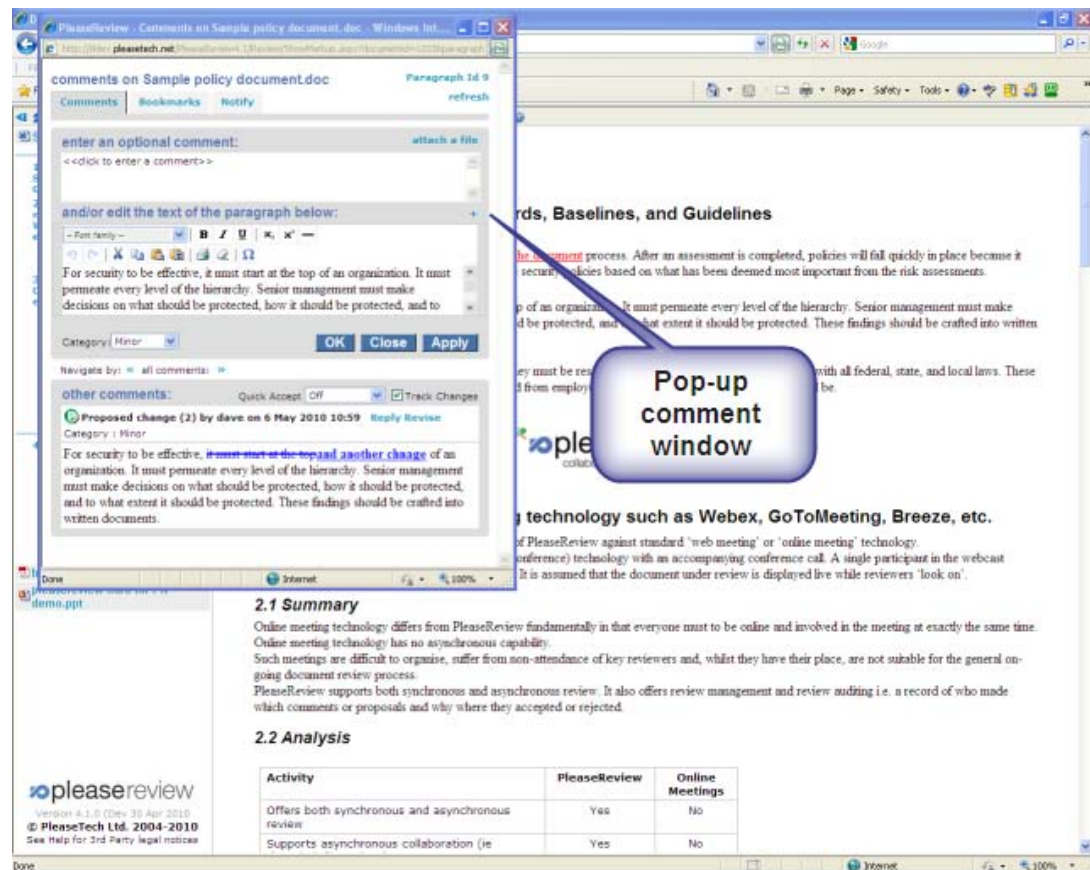 PleaseReview - Comments on Sample policy document.doc - Windows Int...
pleasetech.net
comments on Sample policy document.doc
Paragraph Id 9
Comments Bookmarks Notify
refresh
enter an optional comment:
attach a file
<<click to enter a comment>>
and/or edit the text of the paragraph below:
+
-- Font family --
B I U
For security to be effective, it must start at the top of an organization. It must
permeate every level of the hierarchy. Senior management must make
decisions on what should be protected, how it should be protected, and to
Category: Minor
OK Close Apply
Navigate by: « all comments: »
other comments:
Quick Accept Off
Track Changes
Proposed change (2) by dave on 6 May 2010 10:59 Reply Revise
Category : Minor
For security to be effective, it must start at the topand another chnage of an
organization. It must permeate every level of the hierarchy. Senior management
must make decisions on what should be protected, how it should be protected,
and to what extent it should be protected. These findings should be crafted into
written documents.
Done
Internet
100%
Google
Page Safety Tools
rds, Baselines, and Guidelines
he document process. After an assessment is completed, policies will fall quickly in place because it
security policies based on what has been deemed most important from the risk assessments.
p of an organization. It must permeate every level of the hierarchy. Senior management must make
d be protected, and what extent it should be protected. These findings should be crafted into written
ey must be with all federal, state, and local laws. These
d from be.
Pop-up
comment
window
ple
g technology such as Webex, GoToMeeting, Breeze, etc.
of PleaseReview against standard 'web meeting' or 'online meeting' technology.
onference) technology with an accompanying conference call. A single participant in the webcast
It is assumed that the document under review is displayed live while reviewers 'look on'.
demo.ppt
2.1 Summary
Online meeting technology differs from PleaseReview fundamentally in that everyone must to be online and involved in the meeting at exactly the same time.
Online meeting technology has no asynchronous capability.
Such meetings are difficult to organise, suffer from non-attendance of key reviewers and, whilst they have their place, are not suitable for the general on-
going document review process.
PleaseReview supports both synchronous and asynchronous review. It also offers review management and review auditing i.e. a record of who made
which comments or proposals and why where they accepted or rejected.
2.2 Analysis
Activity PleaseReview Online
Meetings
Offers both synchronous and asynchronous
review
Yes No
Supports asynchronous collaboration (ie
Yes No
pleasereview
Version 4.1.0 (Dev 30 Apr 2010
© PleaseTech Ltd. 2004-2010
See Help for 3rd Party legal notices
Done
Internet
100%